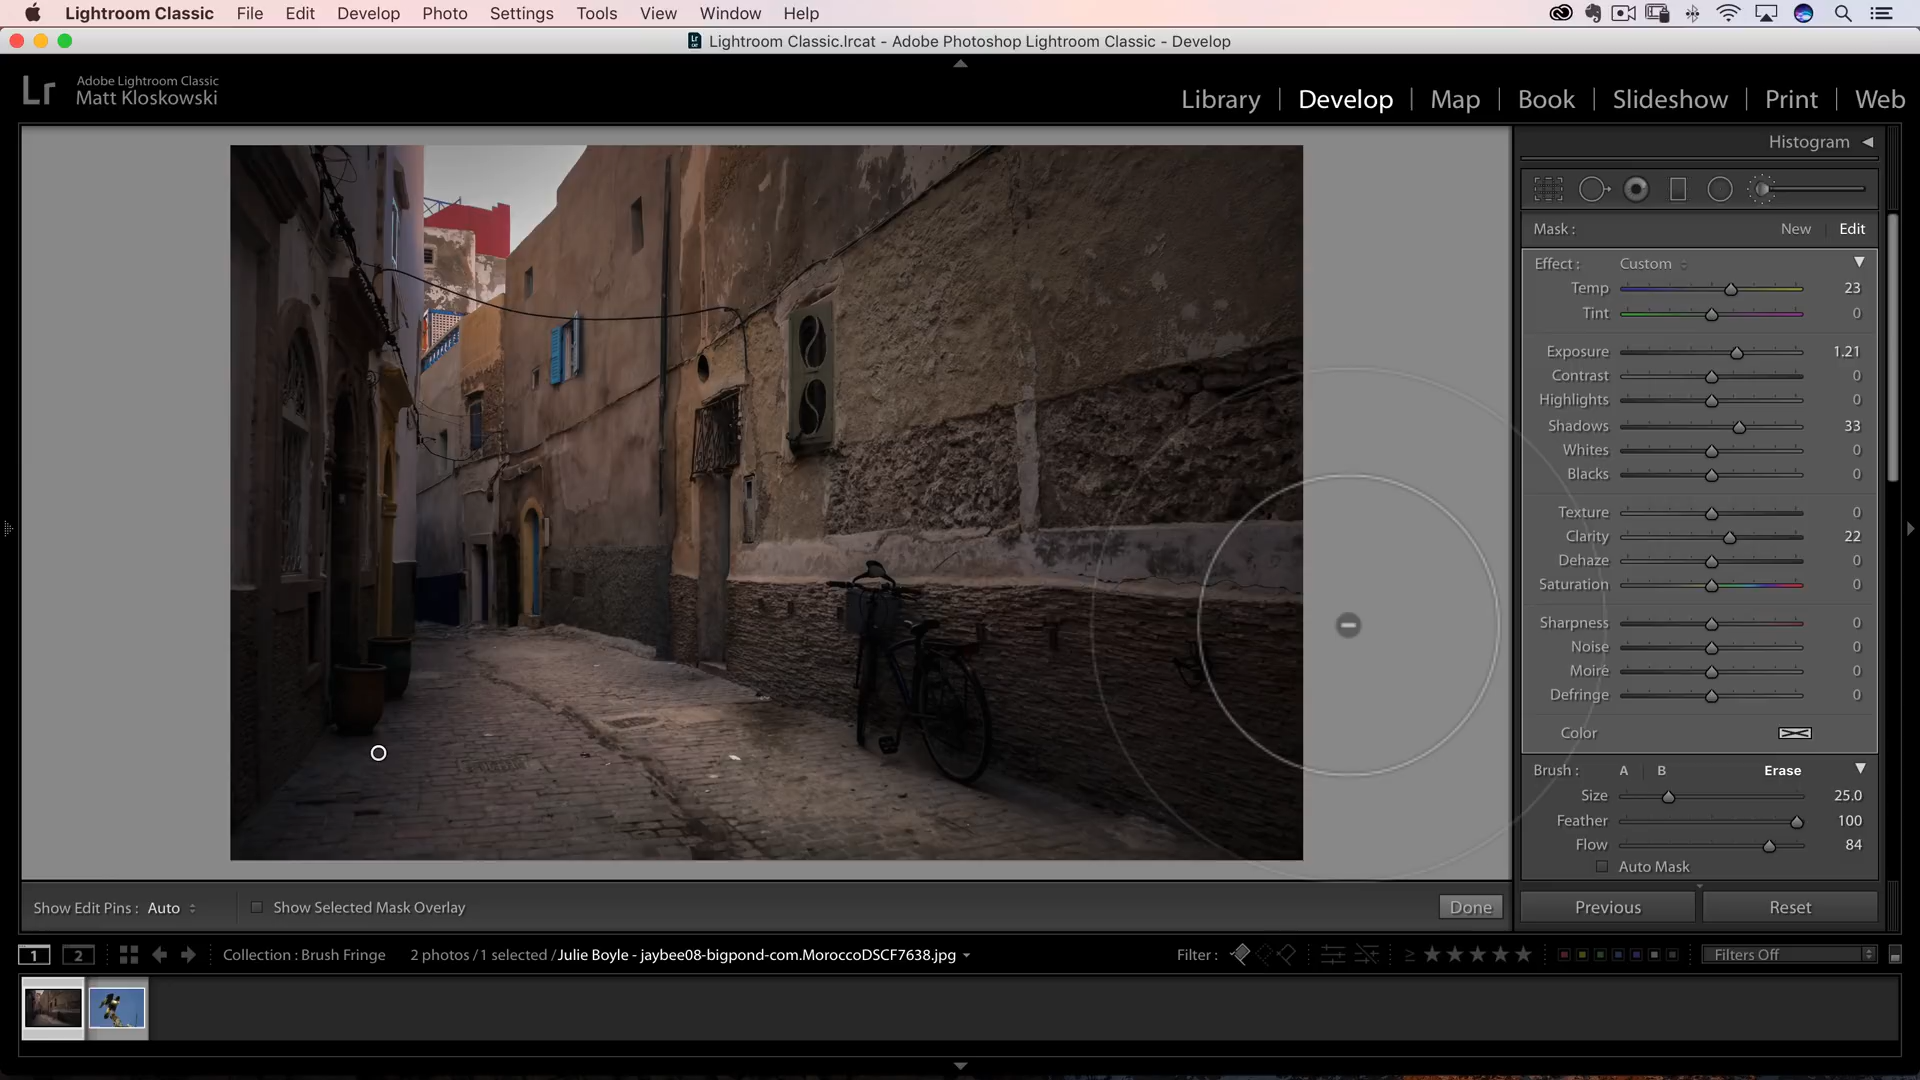 Lightroom Classic File Edit Develop Photo Settings Tools View Window Help
Lightroom Classic.lrcat - Adobe Photoshop Lightroom Classic - Develop
Lr Adobe Lightroom Classic
Matt Kloskowski
Library | Develop | Map | Book | Slideshow | Print | Web
Histogram
Mask : New Edit
Effect : Custom
Temp 23
Tint 0
Exposure 1.21
Contrast 0
Highlights 0
Shadows 33
Whites 0
Blacks 0
Texture 0
Clarity 22
Dehaze 0
Saturation 0
Sharpness 0
Noise 0
Moiré 0
Defringe 0
Color
Brush : A B Erase
Size 25.0
Feather 100
Flow 84
Auto Mask
Show Edit Pins : Auto Show Selected Mask Overlay Done Previous Reset
1 2 Collection : Brush Fringe 2 photos /1 selected /Julie Boyle - jaybee08-bigpond-com.MoroccoDSCF7638.jpg Filter : ≥ Filters Off